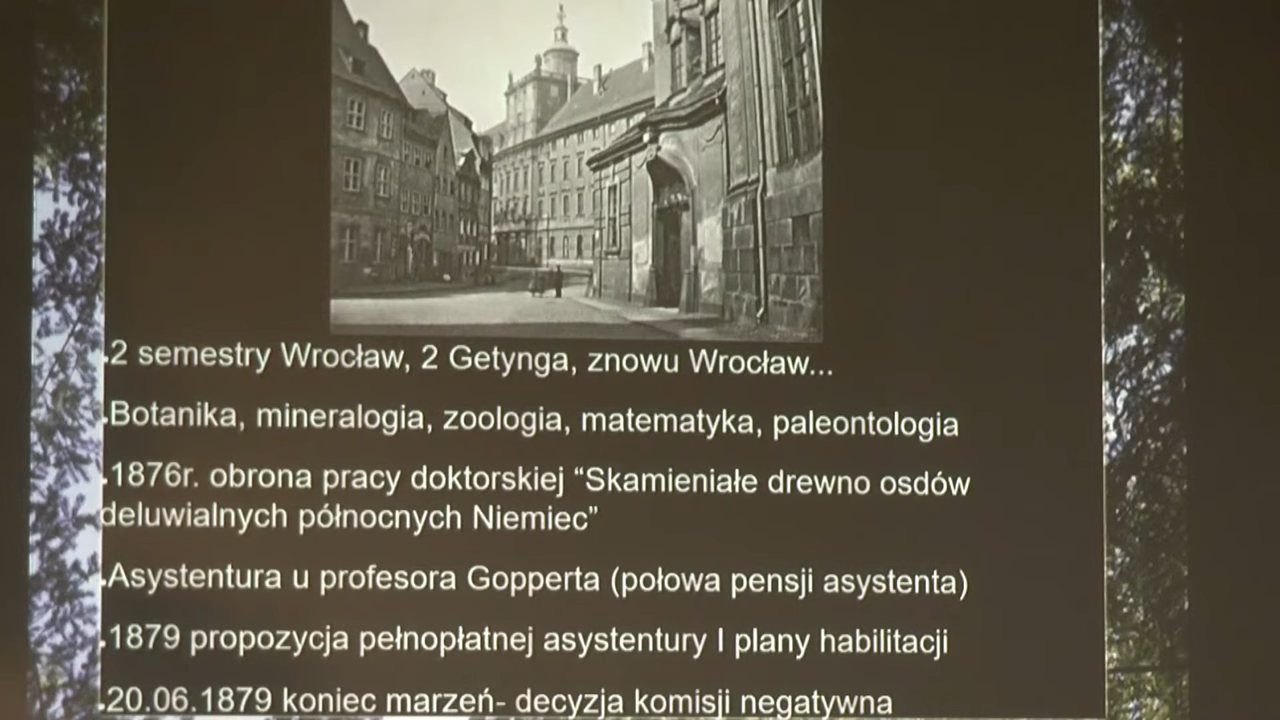 .2 semestry Wrocław, 2 Getynga, znowu Wrocław...
.Botanika, mineralogia, zoologia, matematyka, paleontologia
.1876r. obrona pracy doktorskiej “Skamieniałe drewno osdów
deluwialnych północnych Niemiec”
.Asystentura u profesora Gopperta (połowa pensji asystenta)
.1879 propozycja pełnopłatnej asystentury I plany habilitacji
.20.06.1879 koniec marzeń- decyzja komisji negatywna